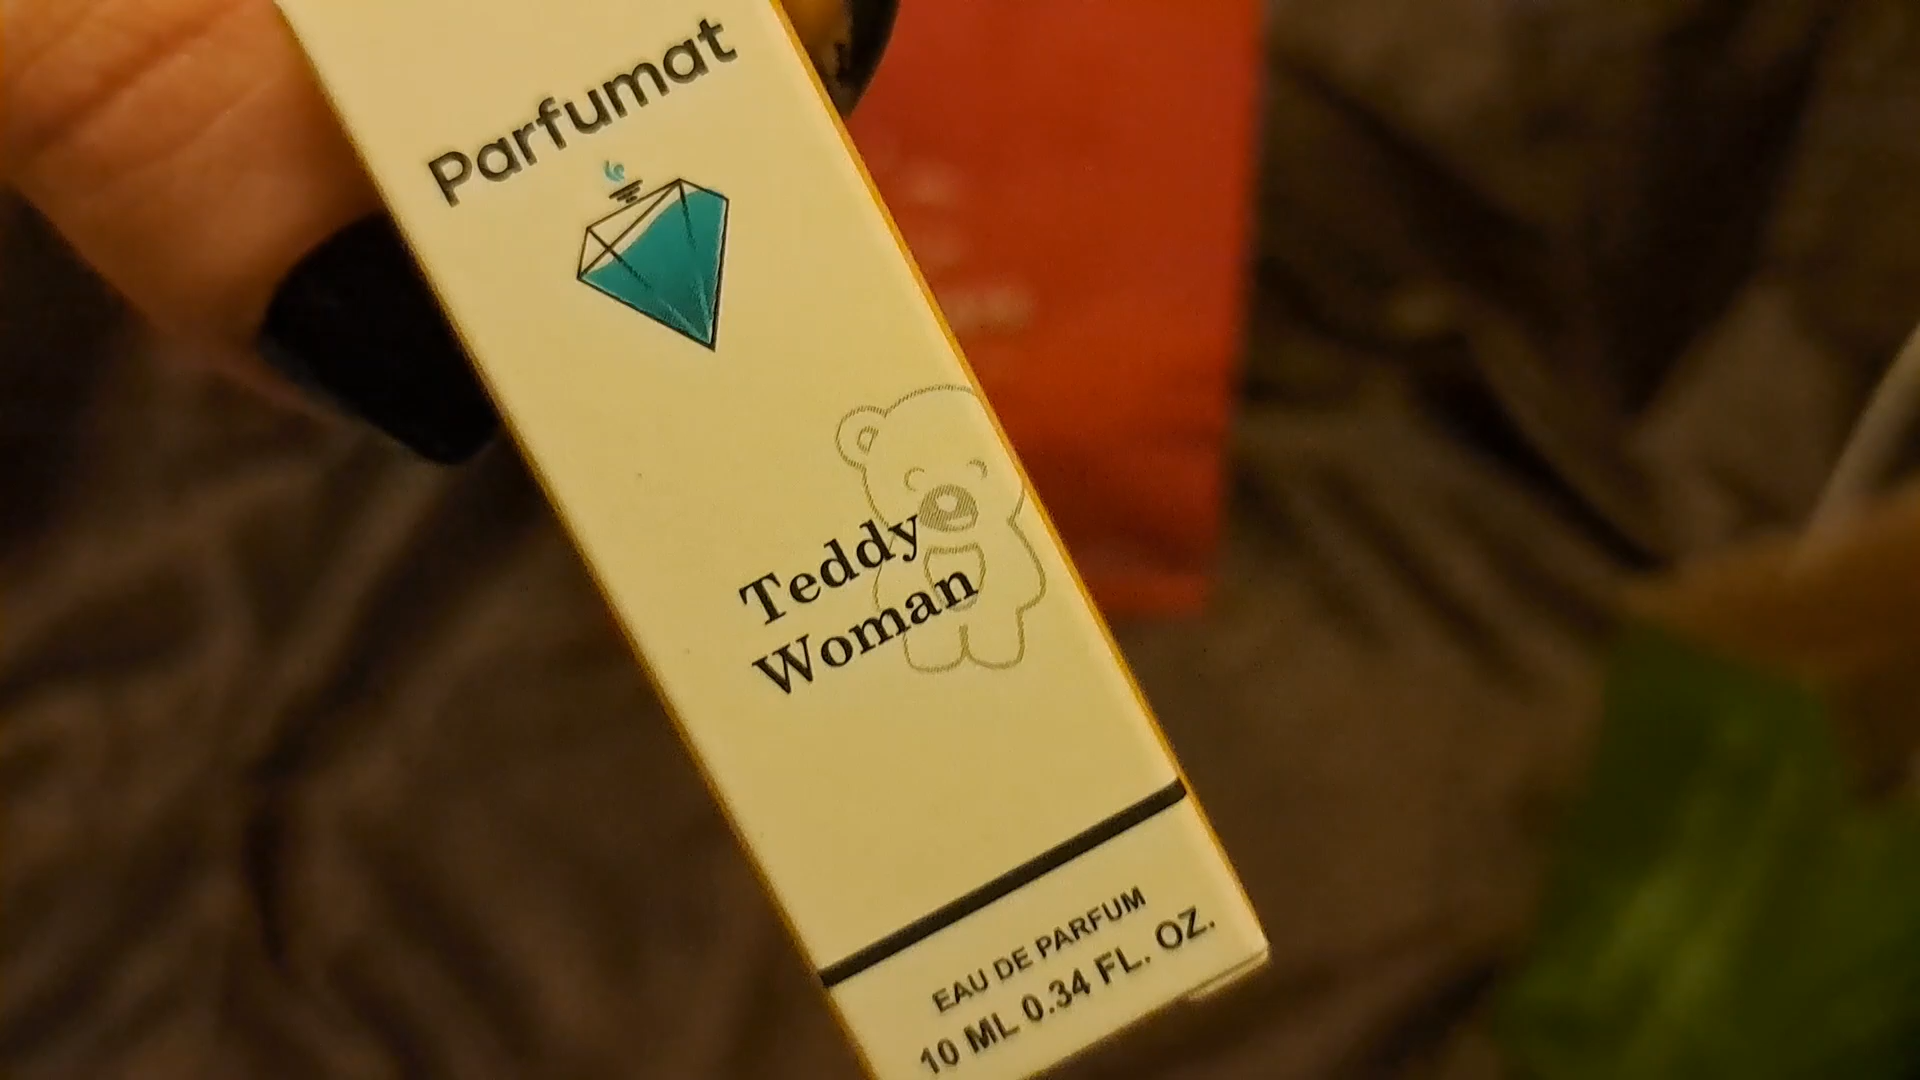 Parfumat
Teddy
Woman
EAU DE PARFUM
10 ML 0.34 FL. OZ.